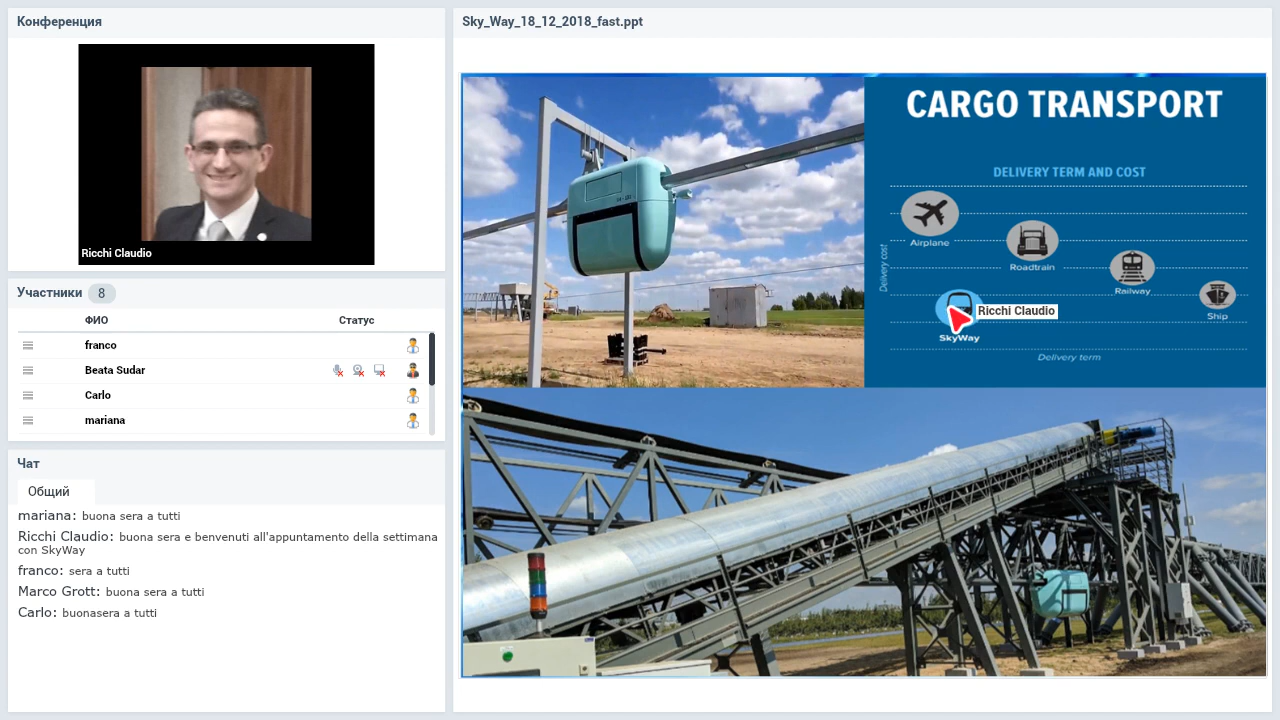 Конференция
Ricchi Claudio
Участники 8
ФИО Статус
franco
Beata Sudar
Carlo
mariana
Чат
Общий
mariana: buona sera a tutti
Ricchi Claudio: buona sera e benvenuti all'appuntamento della settimana
con SkyWay
franco: sera a tutti
Marco Grott: buona sera a tutti
Carlo: buonasera a tutti
Sky_Way_18_12_2018_fast.ppt
CARGO TRANSPORT
DELIVERY TERM AND COST
Delivery cost
Airplane
Roadtrain
Railway
Ship
Ricchi Claudio
SkyWay
Delivery term